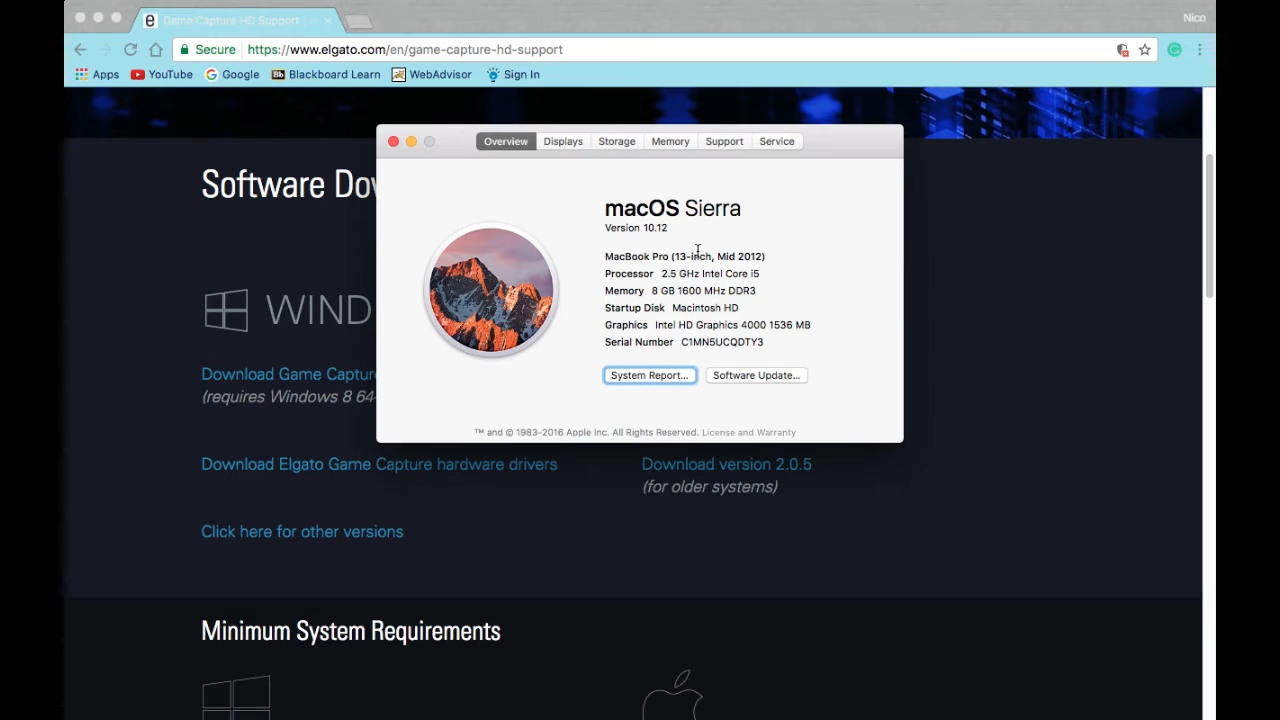 Game Capture HD Support
Nico
Secure https://www.elgato.com/en/game-capture-hd-support
Apps YouTube Google Bb Blackboard Learn WebAdvisor Sign In
Overview Displays Storage Memory Support Service
Software Dow
macOS Sierra
Version 10.12
MacBook Pro (13-inch, Mid 2012)
Processor 2.5 GHz Intel Core i5
Memory 8 GB 1600 MHz DDR3
Startup Disk Macintosh HD
Graphics Intel HD Graphics 4000 1536 MB
Serial Number C1MN5UCQDTY3
WIND
System Report... Software Update...
Download Game Captur
(requires Windows 8 64-
™ and © 1983-2016 Apple Inc. All Rights Reserved. License and Warranty
Download Elgato Game Capture hardware drivers
Download version 2.0.5
(for older systems)
Click here for other versions
Minimum System Requirements